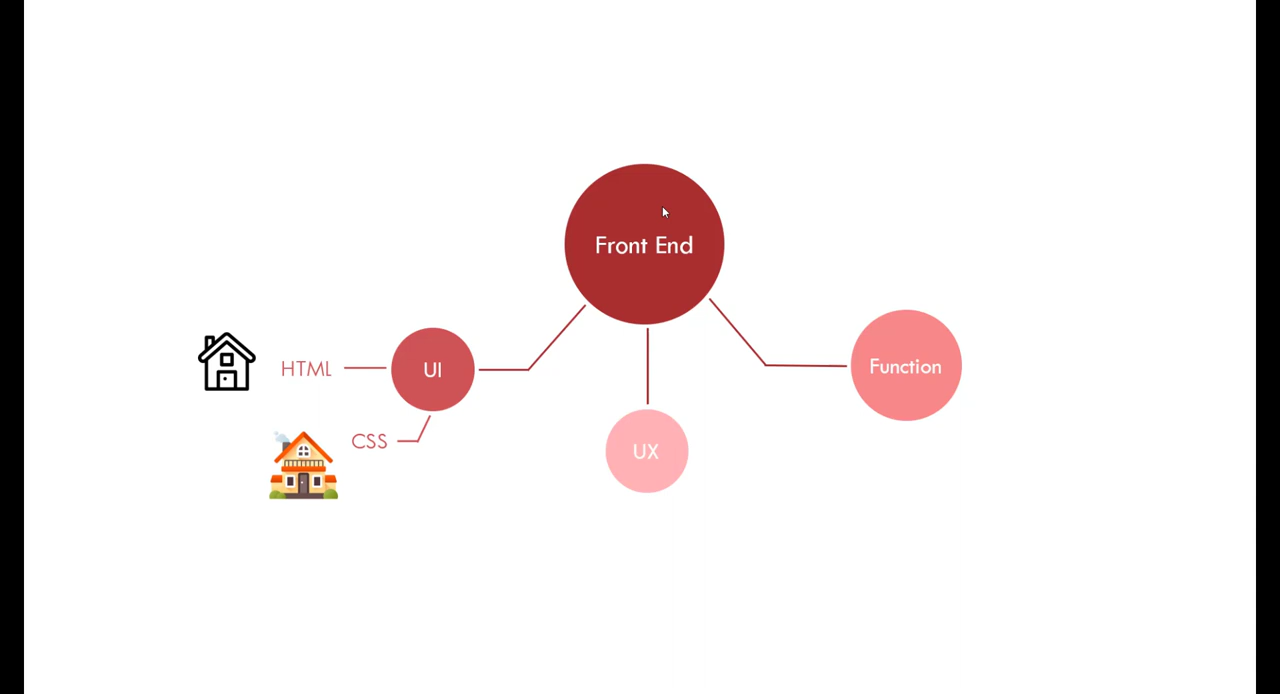 Front End
HTML
UI
Function
CSS
UX